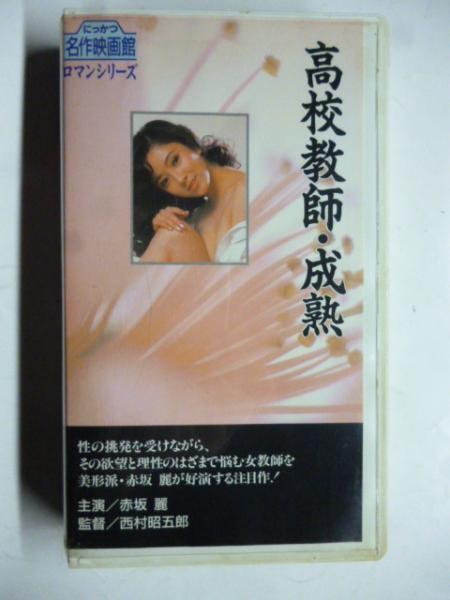 にっかつ
名作映画館
ロマンシリーズ
高校教師・成熟
性の挑発を受けながら、
その欲望と理性のはざまで悩む女教師を
美形派・赤坂 麗が好演する注目作！
主演／赤坂 麗
監督／西村昭五郎